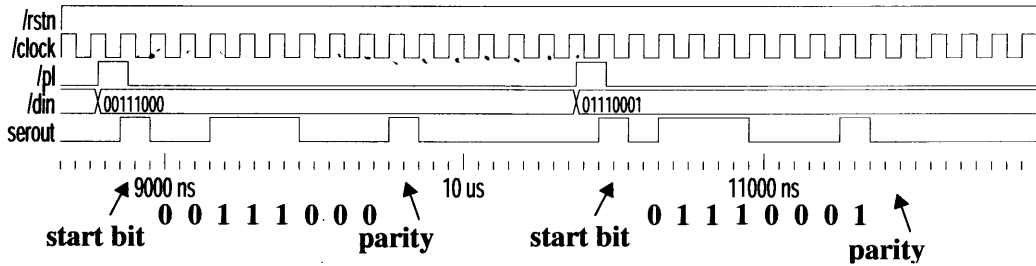 /rstn
/clock
/pl
/din 00111000 01110001
serout
9000 ns 10 us 11000 ns
0 0 1 1 1 0 0 0 0 1 1 1 0 0 0 1
start bit parity start bit parity